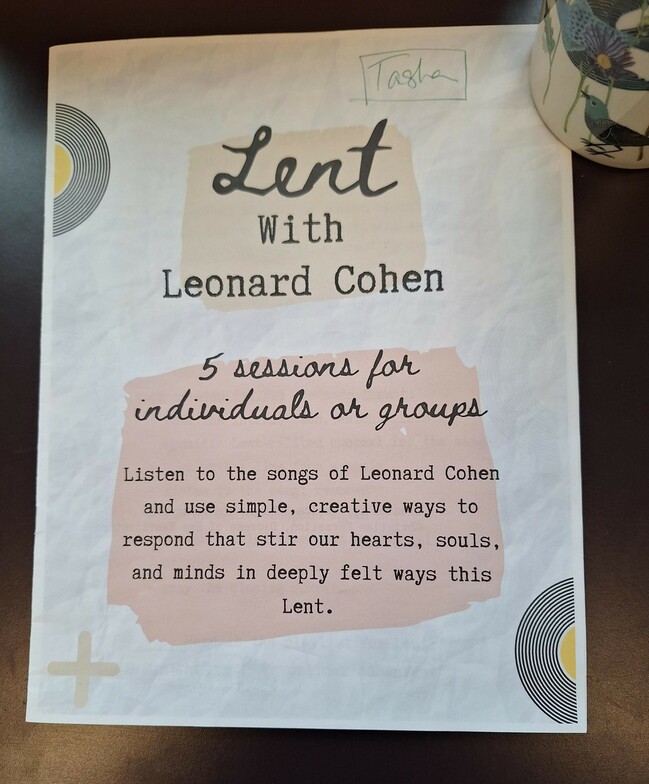 Tasha
Lent
With
Leonard Cohen
5 sessions for
individuals or groups
Listen to the songs of Leonard Cohen
and use simple, creative ways to
respond that stir our hearts, souls,
and minds in deeply felt ways this
Lent.